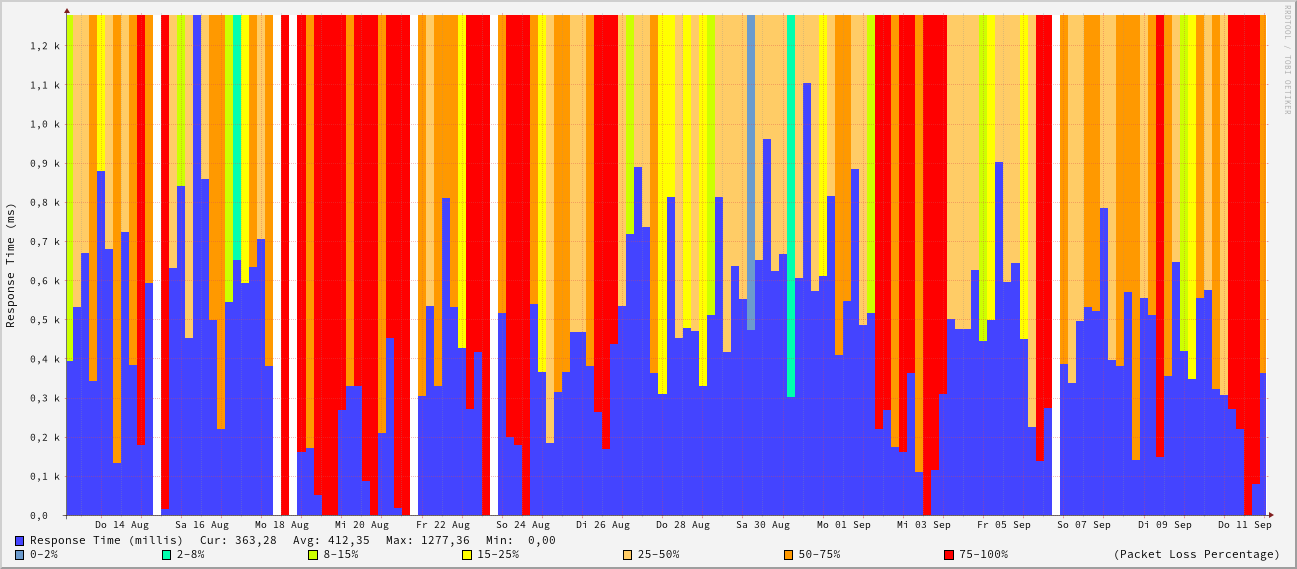 RRDTOOL / TOBI OETIKER
Response Time (ms)
1,2 k
1,1 k
1,0 k
0,9 k
0,8 k
0,7 k
0,6 k
0,5 k
0,4 k
0,3 k
0,2 k
0,1 k
0,0
Do 14 Aug Sa 16 Aug Mo 18 Aug Mi 20 Aug Fr 22 Aug So 24 Aug Di 26 Aug Do 28 Aug Sa 30 Aug Mo 01 Sep Mi 03 Sep Fr 05 Sep So 07 Sep Di 09 Sep Do 11 Sep
Response Time (millis) Cur: 363,28 Avg: 412,35 Max: 1277,36 Min: 0,00
0-2% 2-8% 8-15% 15-25% 25-50% 50-75% 75-100% (Packet Loss Percentage)